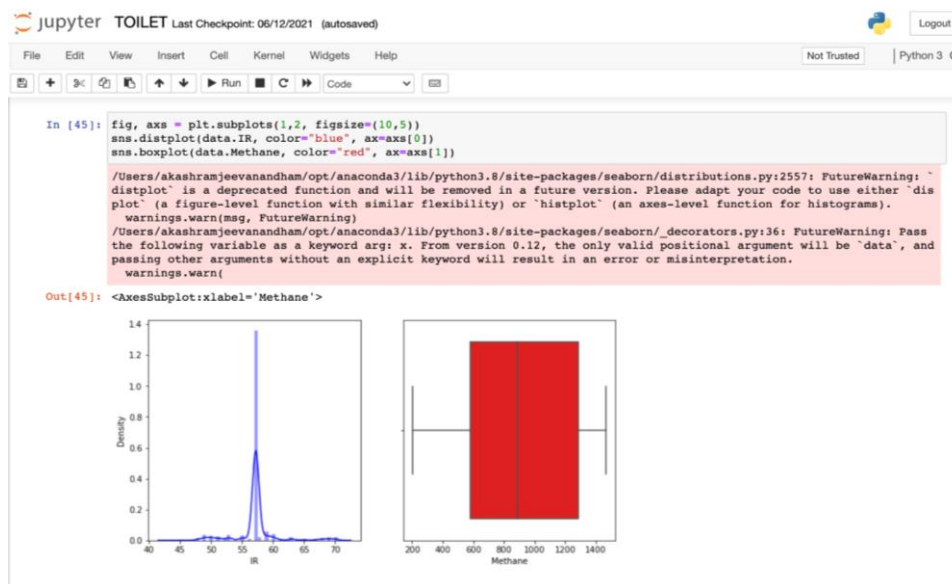 jupyter TOILET Last Checkpoint: 06/12/2021 (autosaved)
Logout
File Edit View Insert Cell Kernel Widgets Help
Not Trusted
Python 3
Run
Code
In [45]: fig, axs = plt.subplots(1,2, figsize=(10,5))
sns.distplot(data.IR, color="blue", ax=axs[0])
sns.boxplot(data.Methane, color="red", ax=axs[1])
/Users/akashramjeevanandham/opt/anaconda3/lib/python3.8/site-packages/seaborn/distributions.py:2557: FutureWarning: `
distplot` is a deprecated function and will be removed in a future version. Please adapt your code to use either `dis
plot` (a figure-level function with similar flexibility) or `histplot` (an axes-level function for histograms).
warnings.warn(msg, FutureWarning)
/Users/akashramjeevanandham/opt/anaconda3/lib/python3.8/site-packages/seaborn/_decorators.py:36: FutureWarning: Pass
the following variable as a keyword arg: x. From version 0.12, the only valid positional argument will be `data`, and
passing other arguments without an explicit keyword will result in an error or misinterpretation.
warnings.warn(
Out[45]: <AxesSubplot:xlabel='Methane'>
1.4
1.2
1.0
0.8
0.6
0.4
0.2
0.0
Density
40 45 50 55 60 65 70
IR
200 400 600 800 1000 1200 1400
Methane